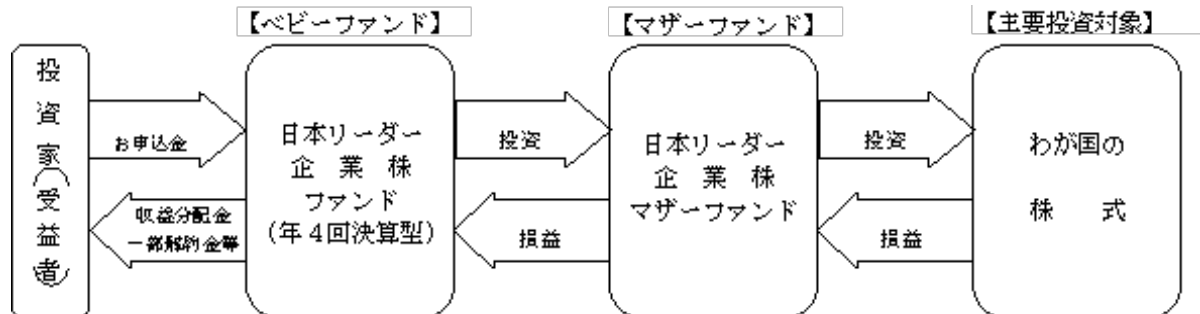 【ベビーファンド】
【マザーファンド】
【主要投資対象】
投資家(受益者)
お申込金
収益分配金
一部解約金等
日本リーダー
企業株
ファンド
(年4回決算型)
投資
損益
日本リーダー
企業株
マザーファンド
投資
損益
わが国の
株式